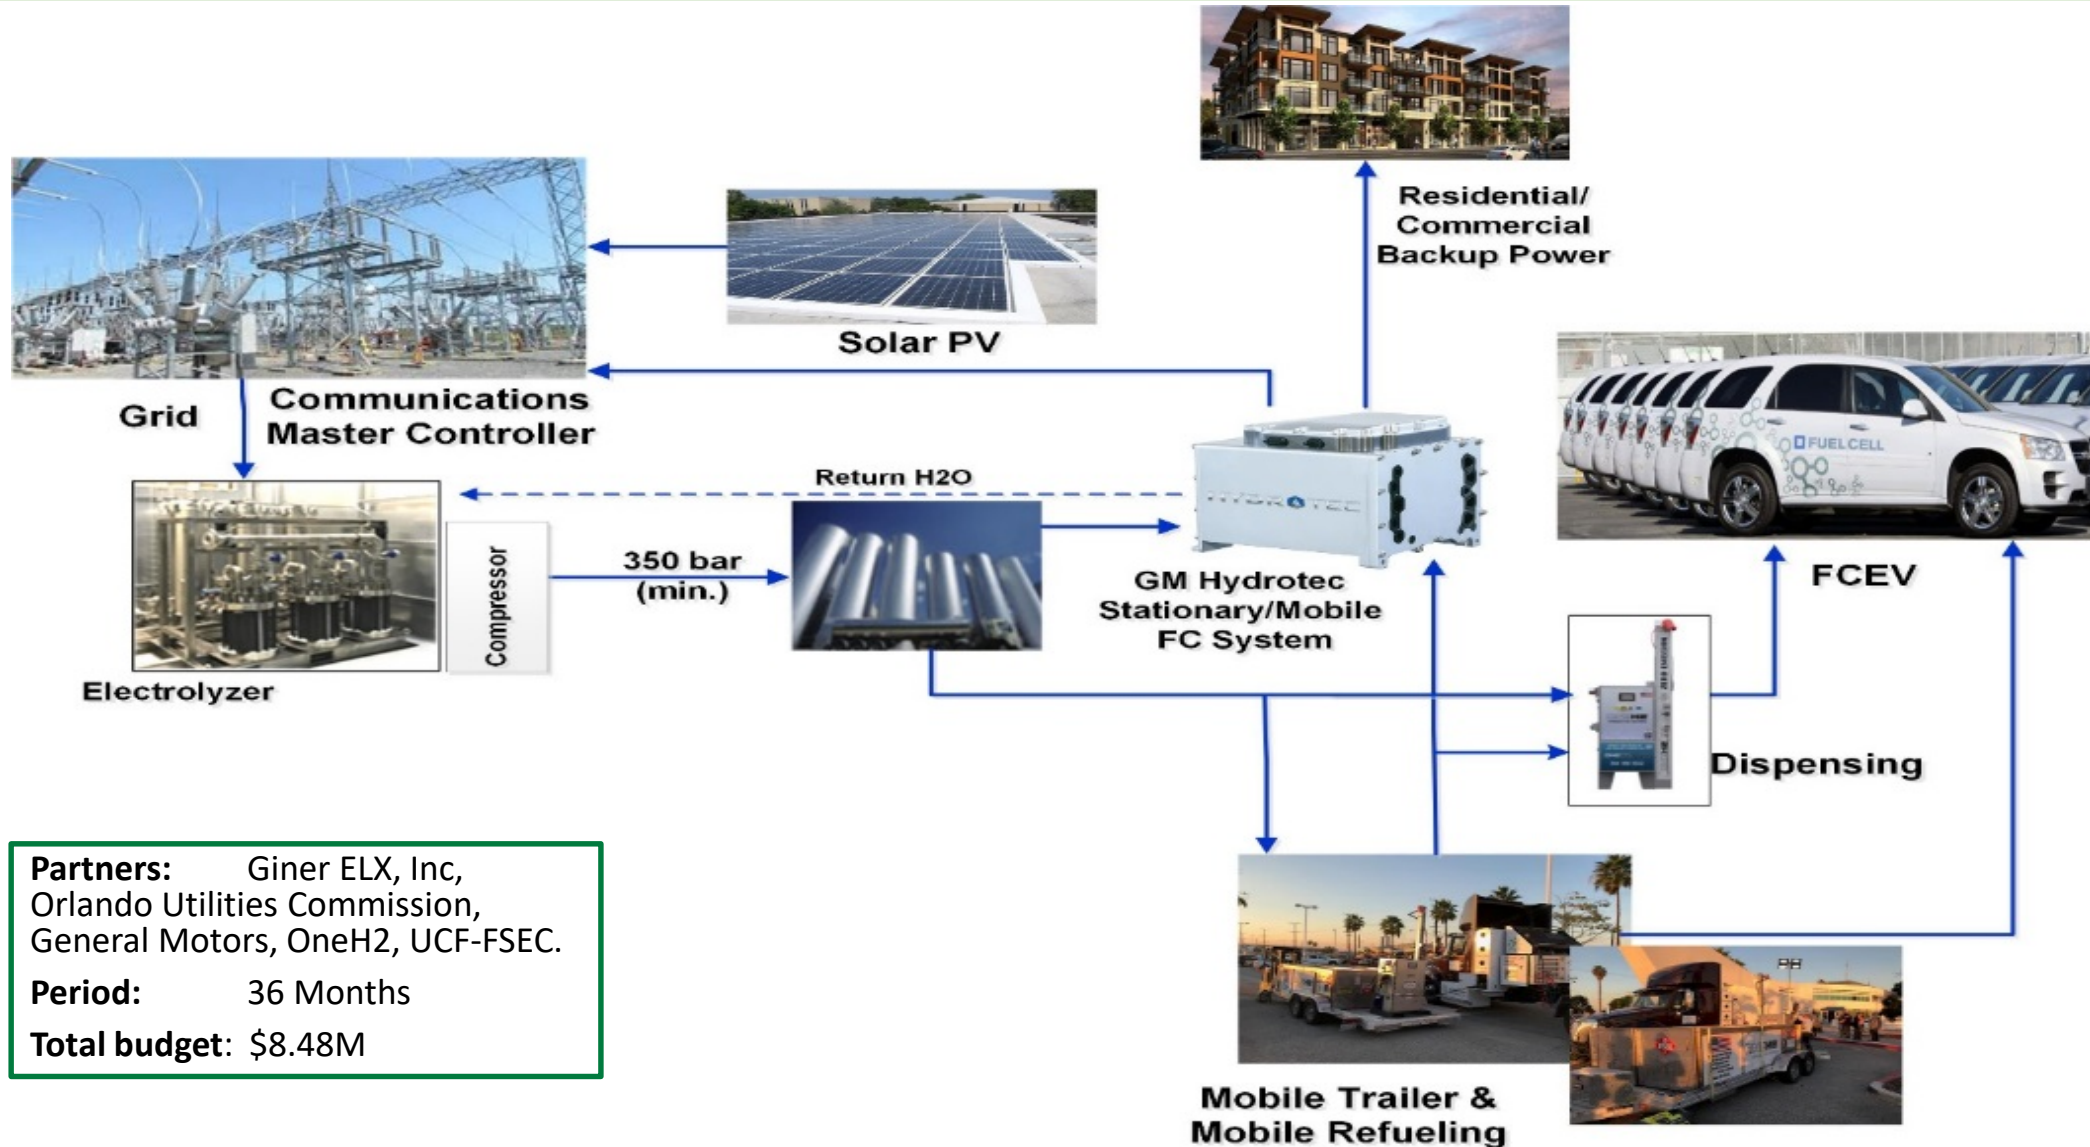 Residential/
Commercial
Backup Power
Solar PV
Grid
Communications
Master Controller
Return H2O
HYDROTEC
FUEL CELL
FCEV
350 bar
(min.)
Compressor
GM Hydrotec
Stationary/Mobile
FC System
Electrolyzer
Dispensing
Partners: Giner ELX, Inc,
Orlando Utilities Commission,
General Motors, OneH2, UCF-FSEC.
Period: 36 Months
Total budget: $8.48M
Mobile Trailer &
Mobile Refueling